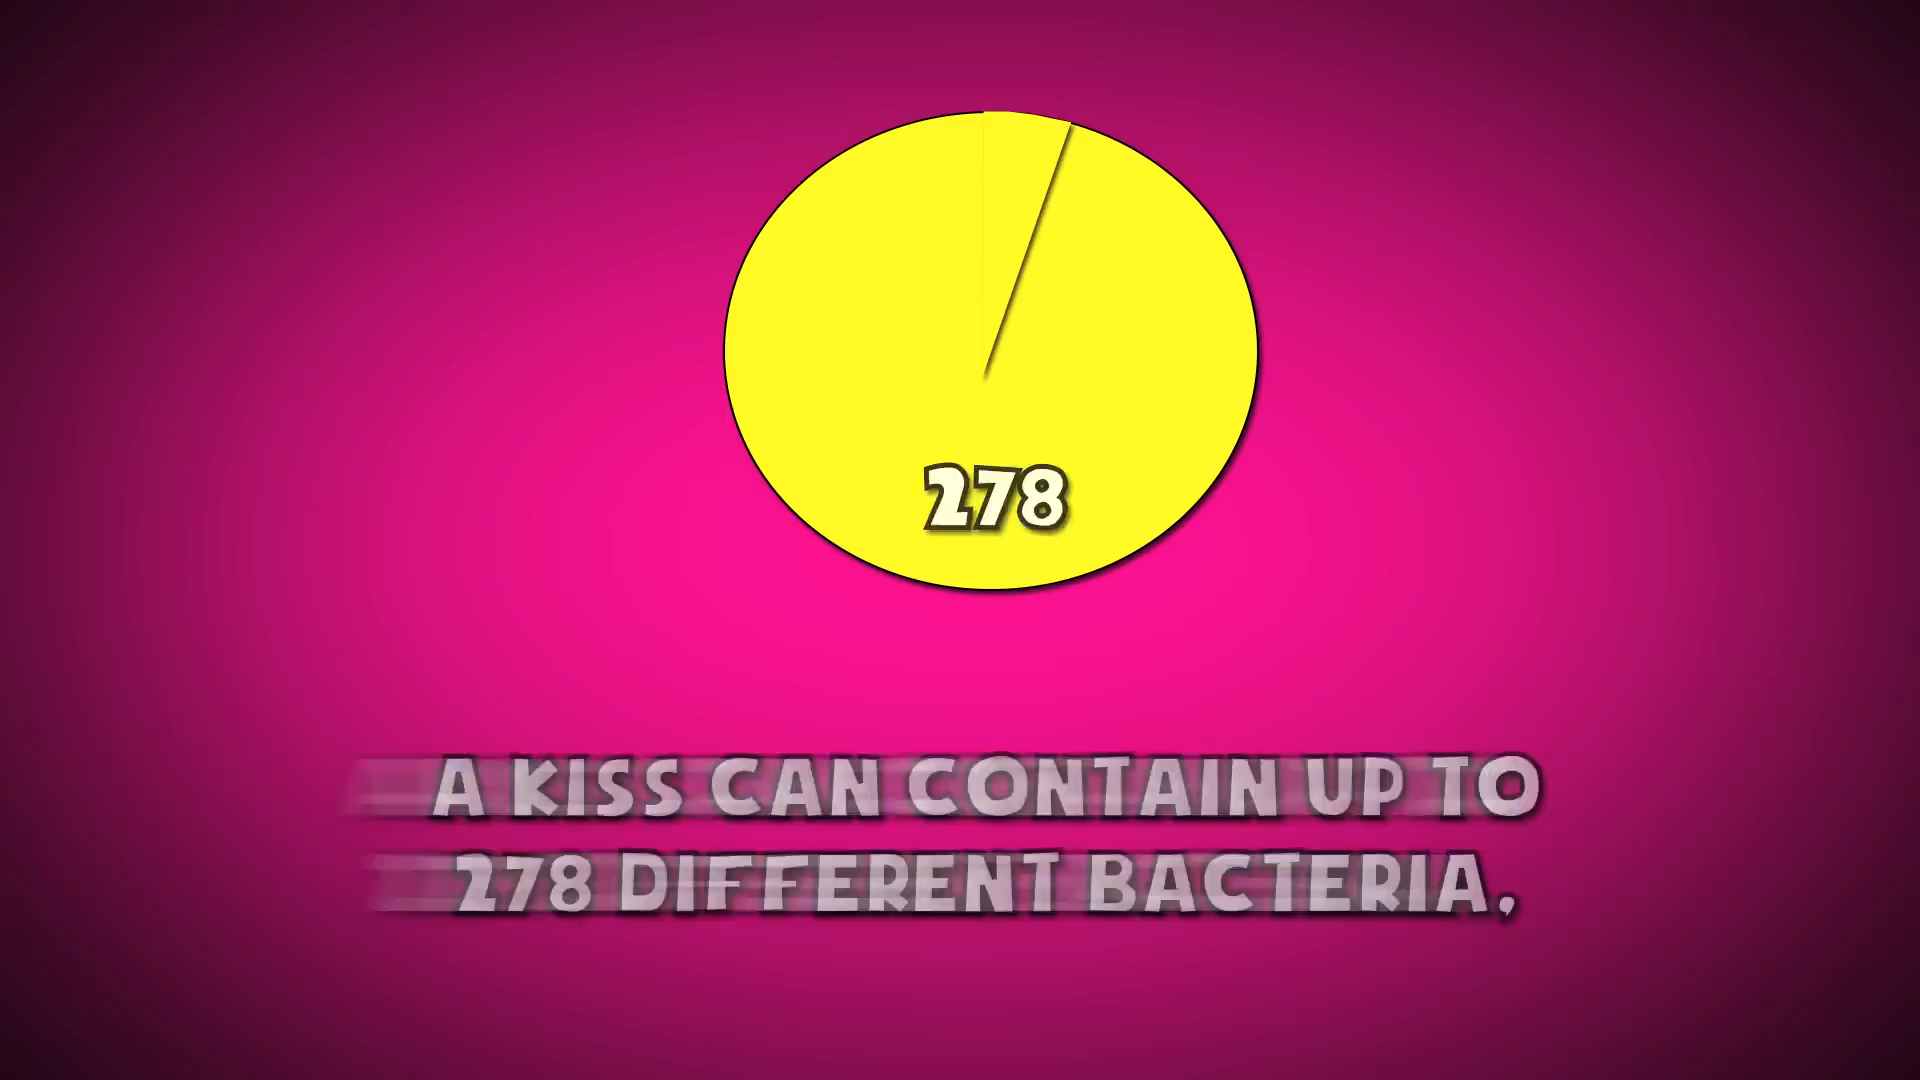 278
A KISS CAN CONTAIN UP TO
278 DIFFERENT BACTERIA,